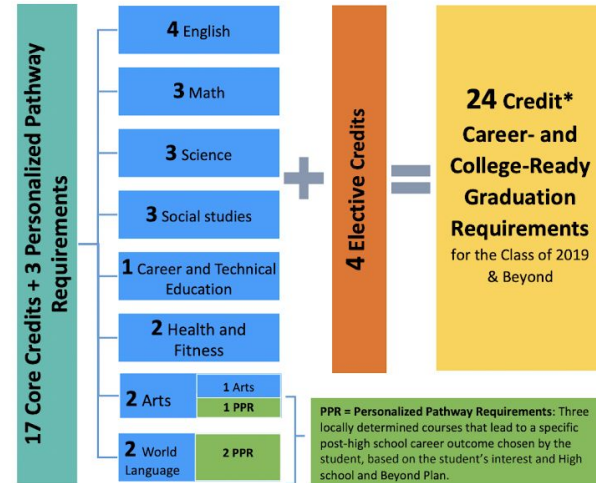 17 Core Credits + 3 Personalized Pathway
Requirements
4 English
3 Math
3 Science
3 Social studies
1 Career and Technical
Education
2 Health and
Fitness
2 Arts
1 Arts
1 PPR
2 World
Language
2 PPR
+
4 Elective Credits
=
24 Credit*
Career- and
College-Ready
Graduation
Requirements
for the Class of 2019
& Beyond
PPR = Personalized Pathway Requirements: Three
locally determined courses that lead to a specific
post-high school career outcome chosen by the
student, based on the student's interest and High
school and Beyond Plan.